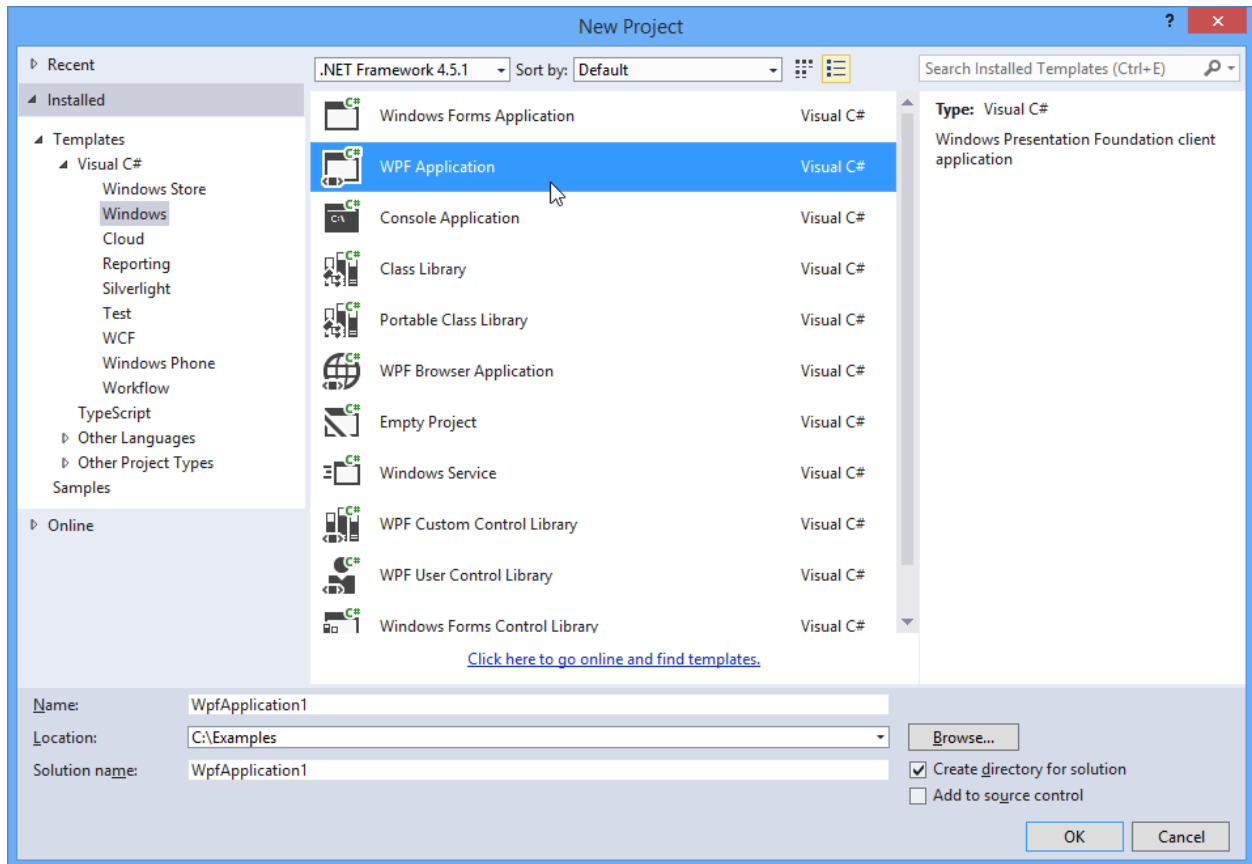 New Project
?
Recent
Installed
Templates
Visual C#
Windows Store
Windows
Cloud
Reporting
Silverlight
Test
WCF
Windows Phone
Workflow
TypeScript
Other Languages
Other Project Types
Samples
Online
.NET Framework 4.5.1 Sort by: Default
Search Installed Templates (Ctrl+E)
C# Windows Forms Application Visual C#
C# WPF Application Visual C#
C# C:\ Console Application Visual C#
C# Class Library Visual C#
C# Portable Class Library Visual C#
C# WPF Browser Application Visual C#
C# Empty Project Visual C#
C# Windows Service Visual C#
C# WPF Custom Control Library Visual C#
C# WPF User Control Library Visual C#
C# Windows Forms Control Library Visual C#
Click here to go online and find templates.
Type: Visual C#
Windows Presentation Foundation client
application
Name: WpfApplication1
Location: C:\Examples Browse...
Solution name: WpfApplication1
Create directory for solution
Add to source control
OK Cancel